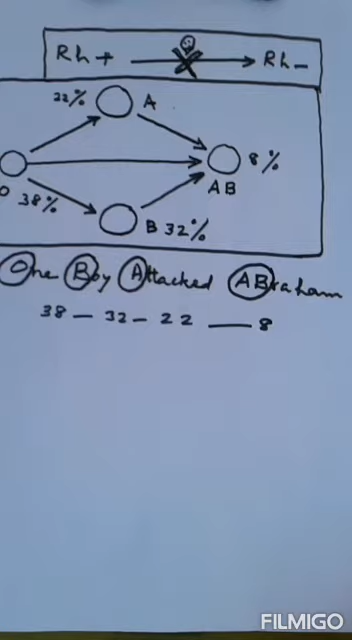 Rh + Rh -
22% A
8%
AB
O 38%
B 32%
One Boy Attacked ABraham
38 - 32 - 22 — 8
FILMIGO